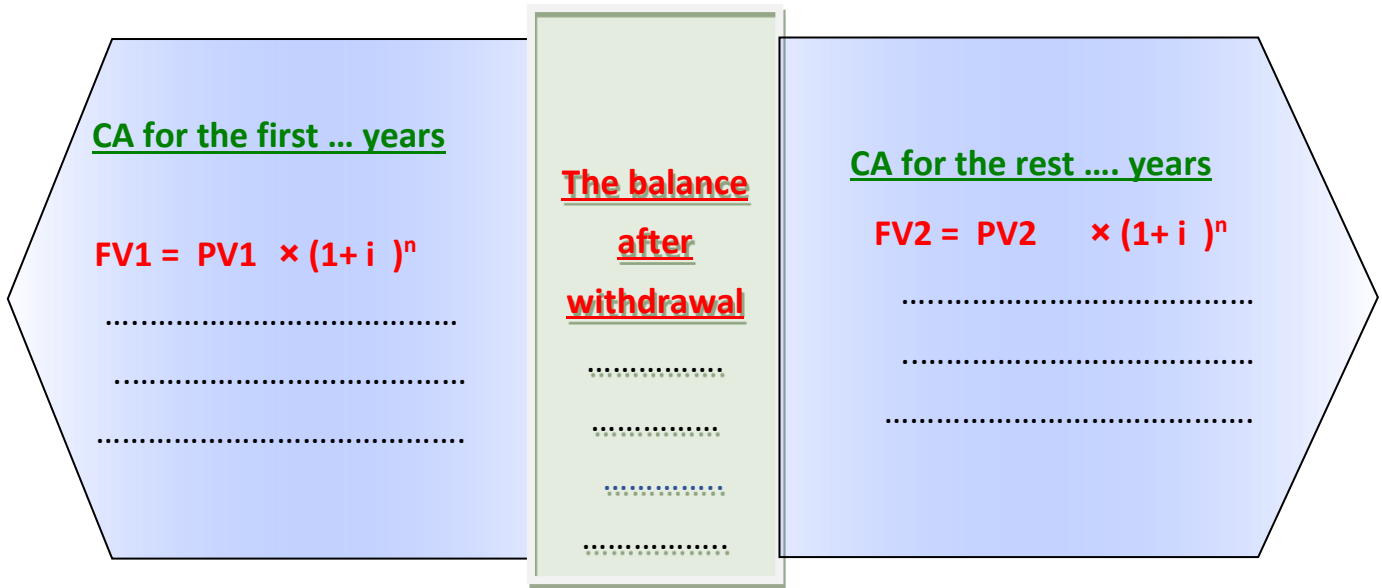 CA for the first ... years
FV1 = PV1 × (1+ i )ⁿ
................................................
................................................
................................................
The balance
after
withdrawal
................
...............
..............
.................
CA for the rest .... years
FV2 = PV2 × (1+ i )ⁿ
................................................
................................................
................................................